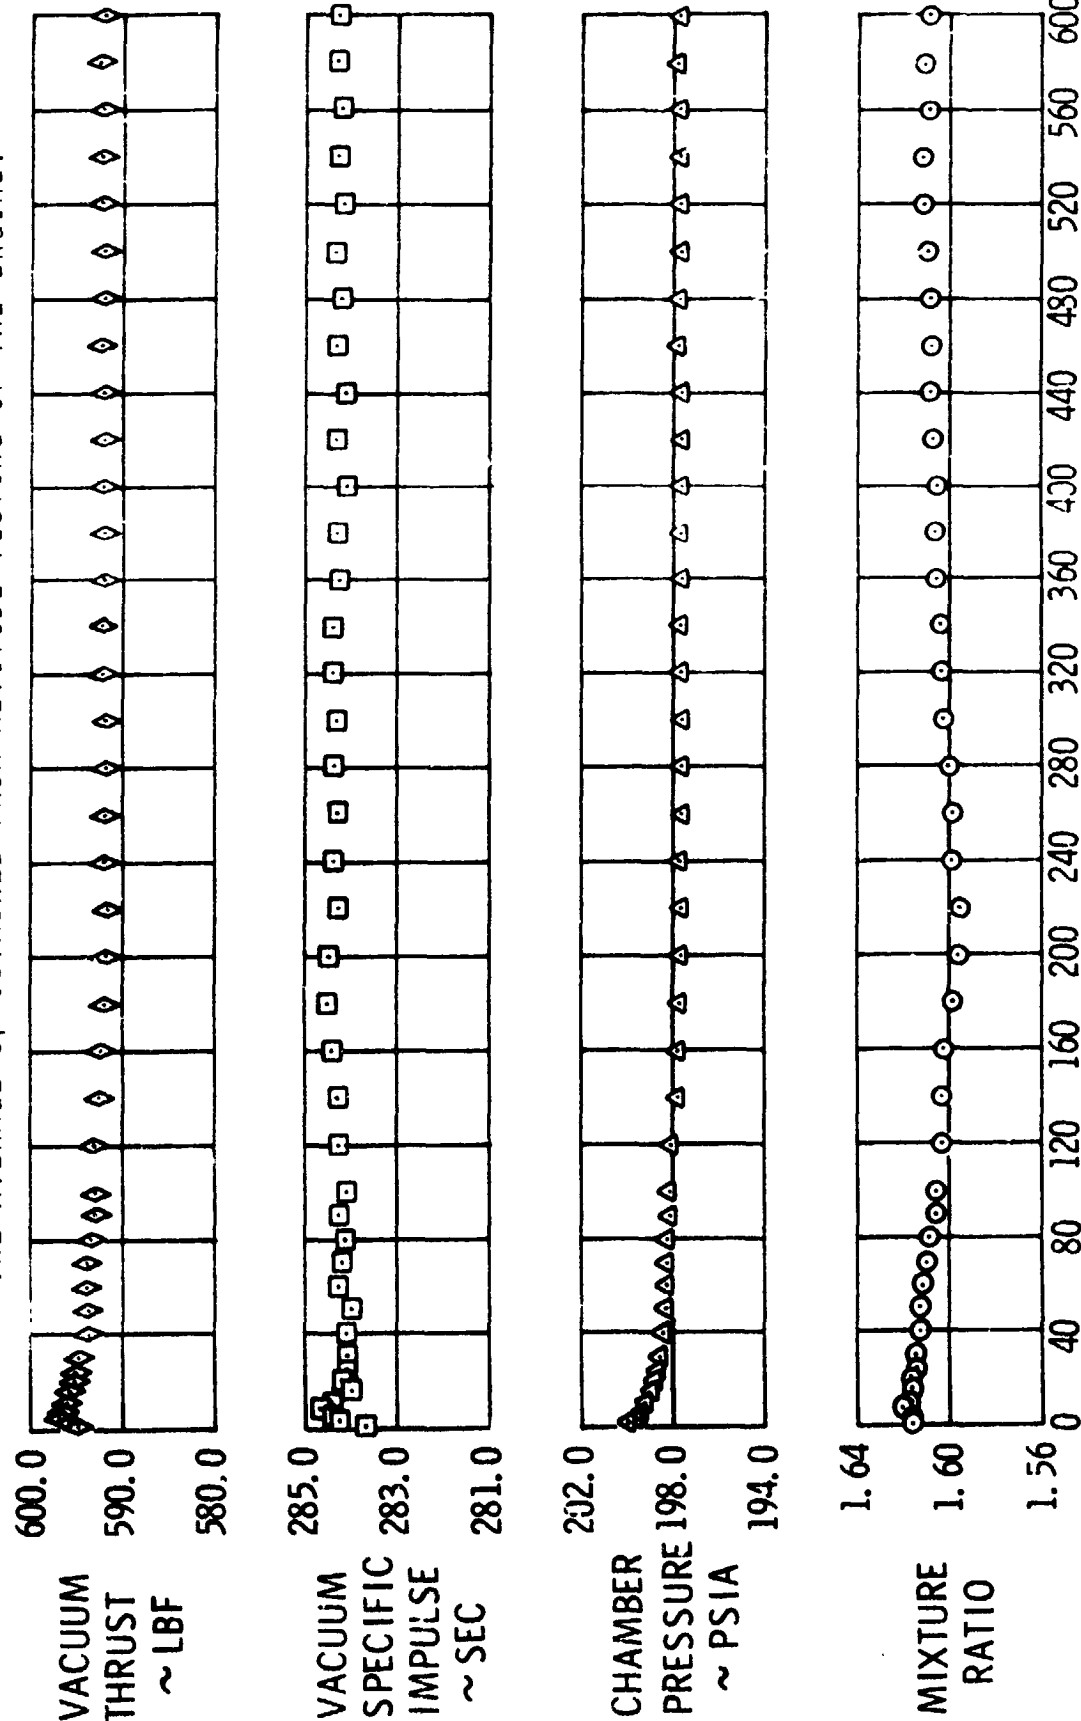 VACUUM
THRUST
~ LBF
600.0
590.0
580.0
VACUUM
SPECIFIC
IMPULSE
~ SEC
285.0
283.0
281.0
CHAMBER
PRESSURE
~ PSIA
202.0
198.0
194.0
MIXTURE
RATIO
1.64
1.60
1.56
0 40 80 120 160 200 240 280 320 360 400 440 480 520 560 600